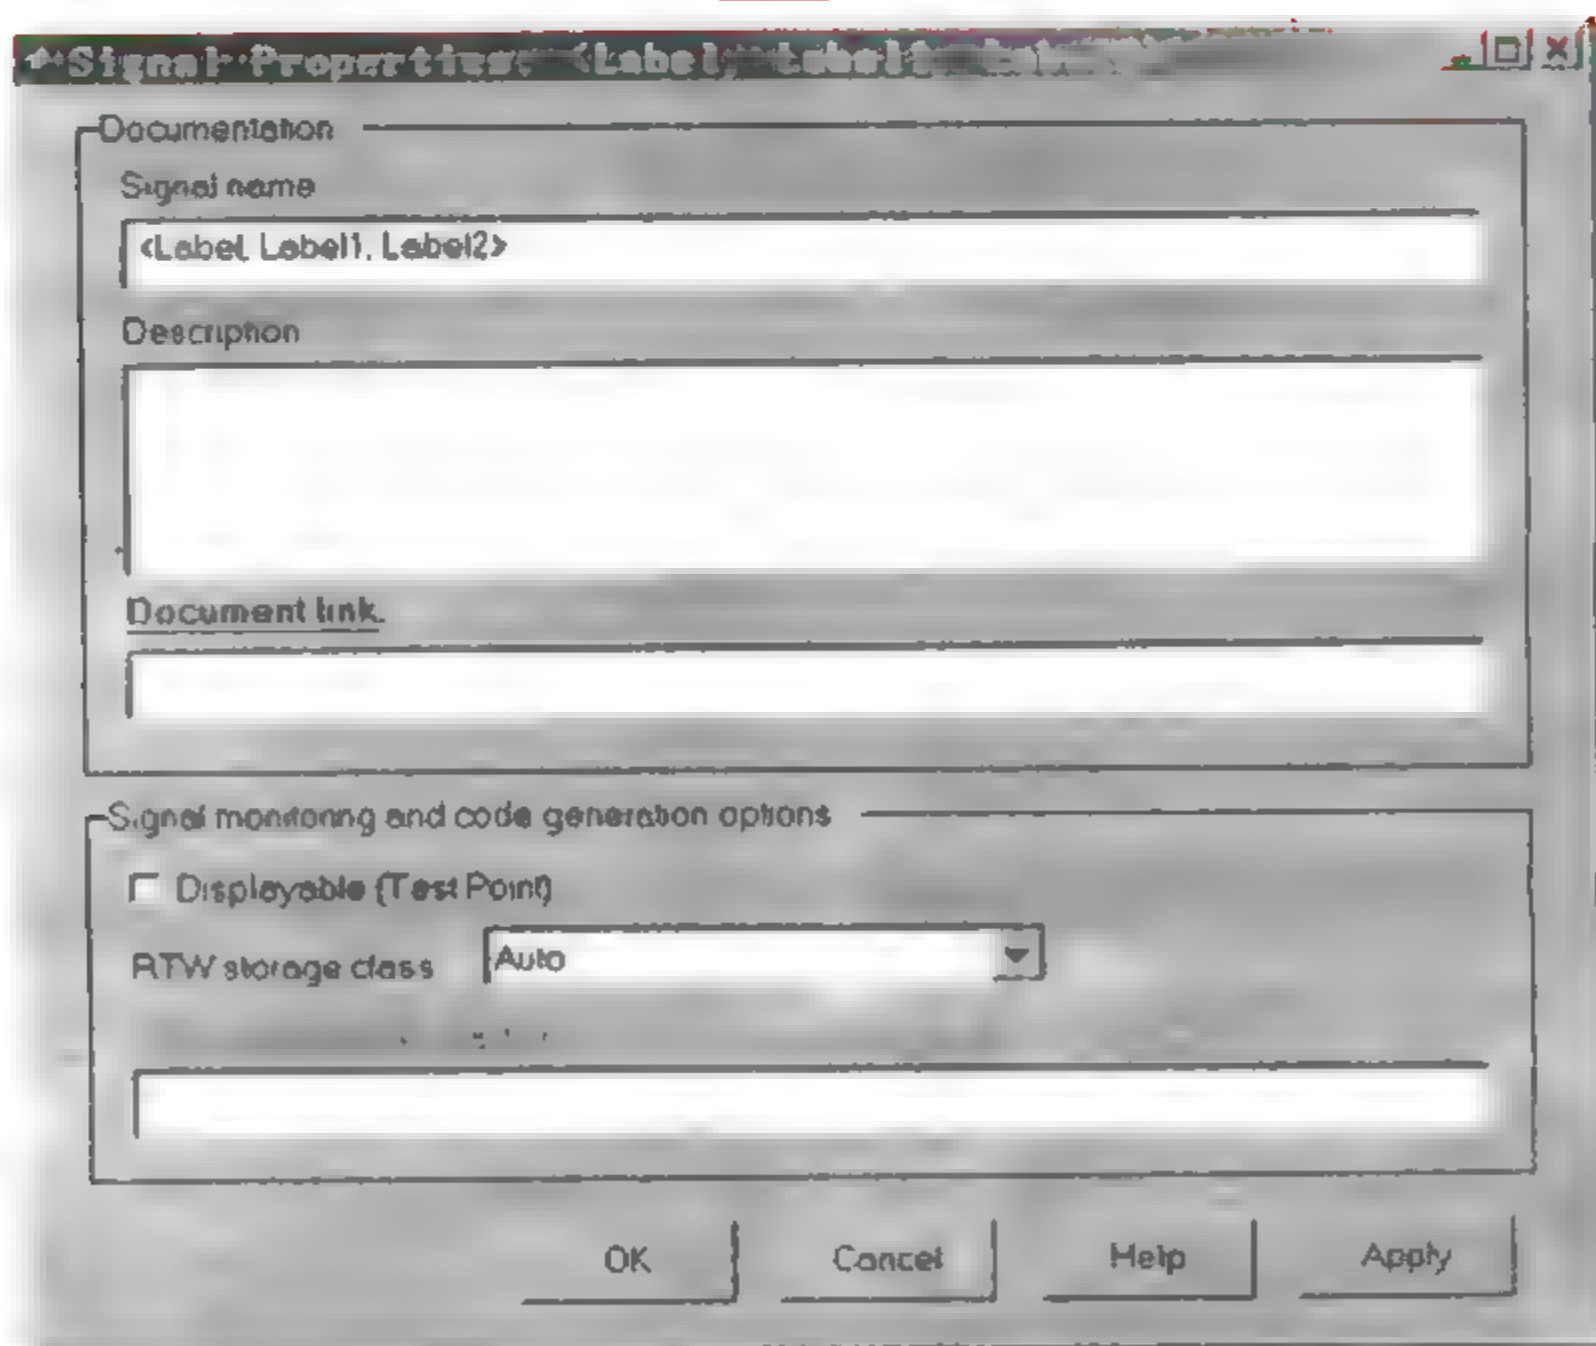 Signal Properties: <Label, Label1,
Documentation
Signal name
<Label, Label1, Label2>
Description
Document link.
Signal monitoring and code generation options
Displayable (Test Point)
RTW storage class
Auto
OK
Cancel
Help
Apply